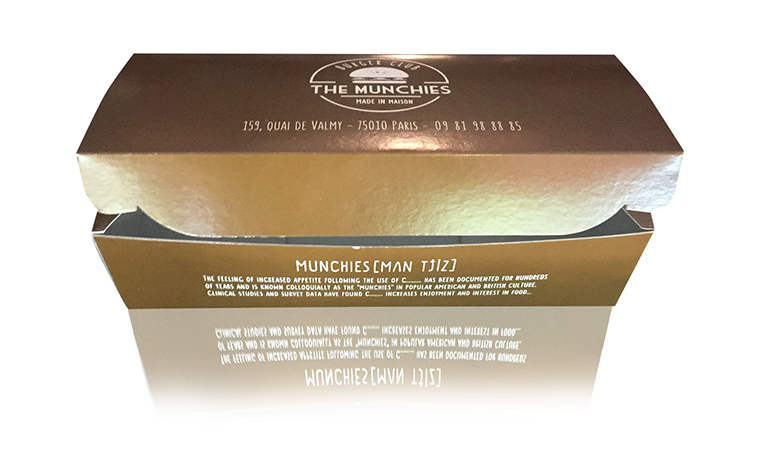 BURGER CLUB
THE MUNCHIES
MADE IN MAISON
159, QUAI DE VALMY – 75010 PARIS – 09 81 98 88 85
MUNCHIES [MAN TʃIZ]
THE FEELING OF INCREASED APPETITE FOLLOWING THE USE OF C........ HAS BEEN DOCUMENTED FOR HUNDREDS
OF YEARS AND IS KNOWN COLLOQUIALLY AS THE "MUNCHIES" IN POPULAR AMERICAN AND BRITISH CULTURE.
CLINICAL STUDIES AND SURVEY DATA HAVE FOUND C........ INCREASES ENJOYMENT AND INTEREST IN FOOD...